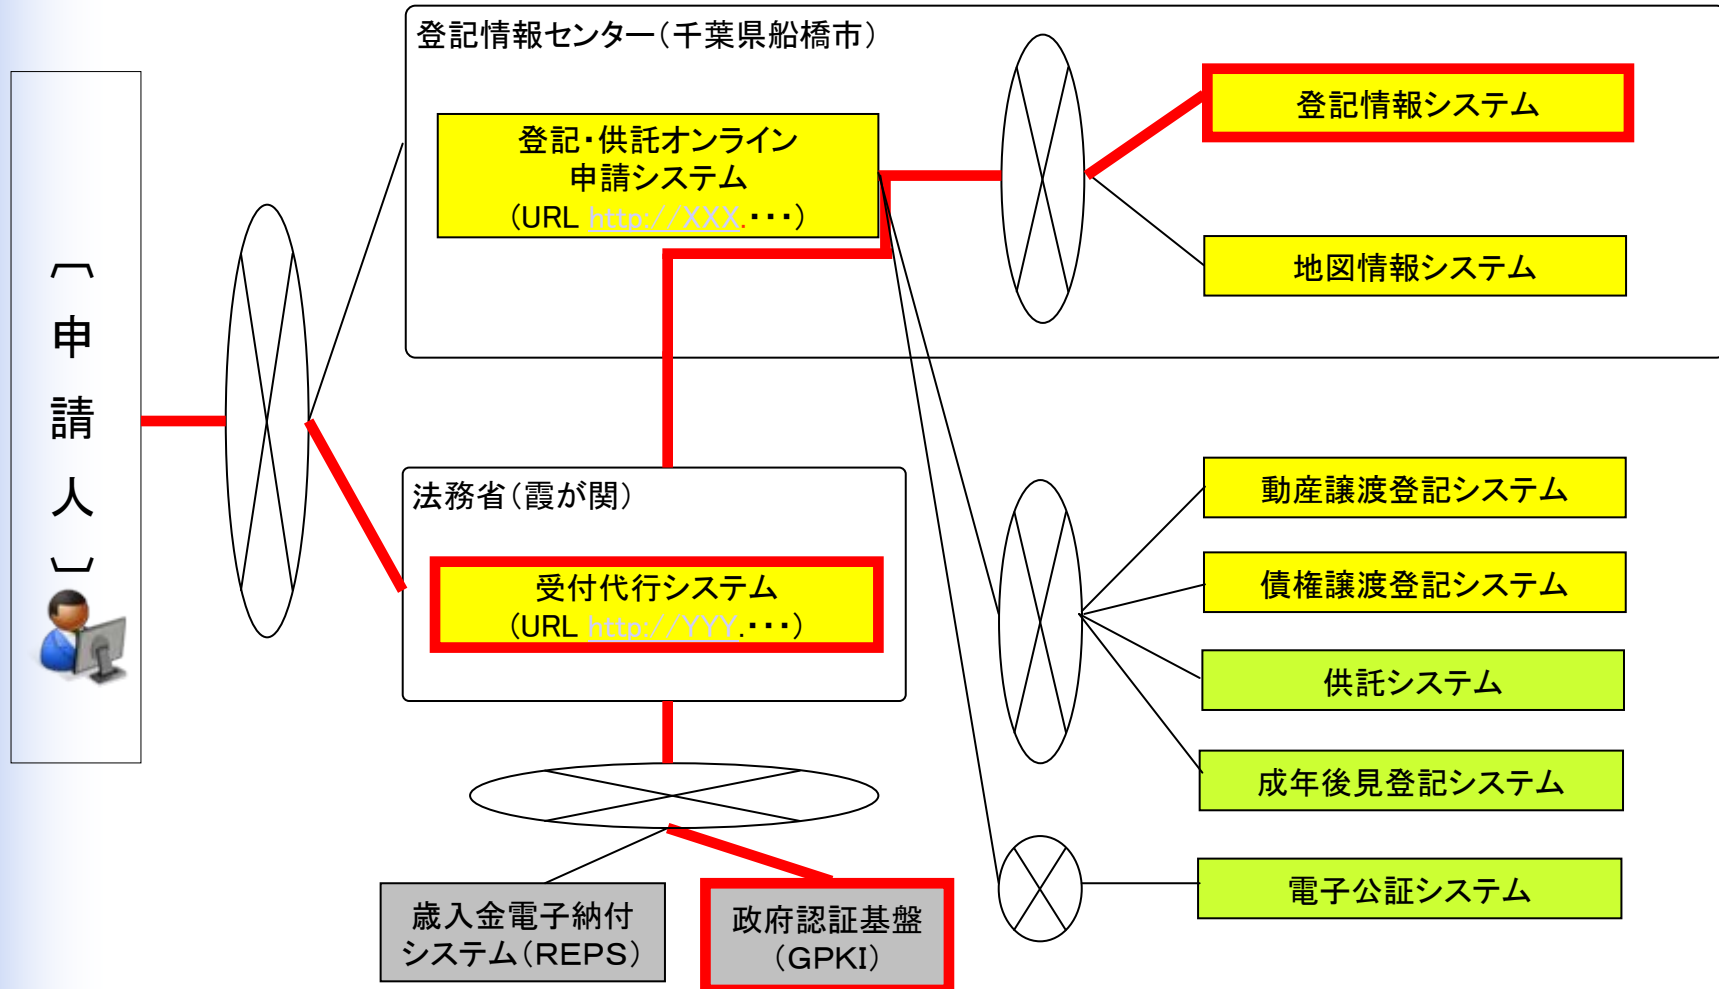 〔申請人〕
登記情報センター（千葉県船橋市）
登記・供託オンライン
申請システム
（URL http://XXX.・・・）
登記情報システム
地図情報システム
法務省（霞が関）
受付代行システム
（URL http://YYY.・・・）
動産譲渡登記システム
債権譲渡登記システム
供託システム
成年後見登記システム
電子公証システム
歳入金電子納付
システム（REPS）
政府認証基盤
（GPKI）